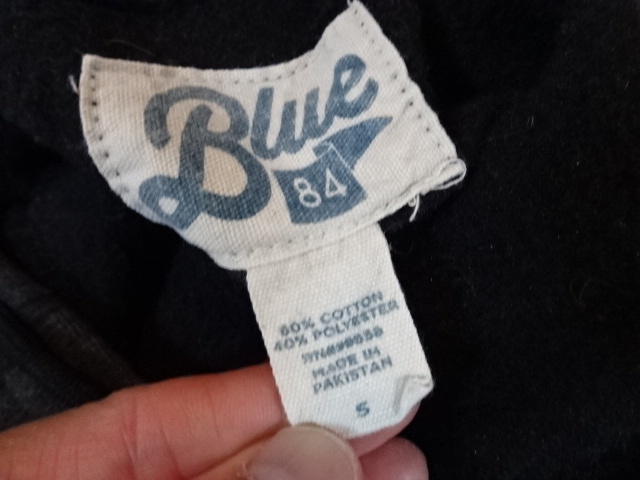 Blue
84
60% COTTON
40% POLYESTER
MADE IN
PAKISTAN
S